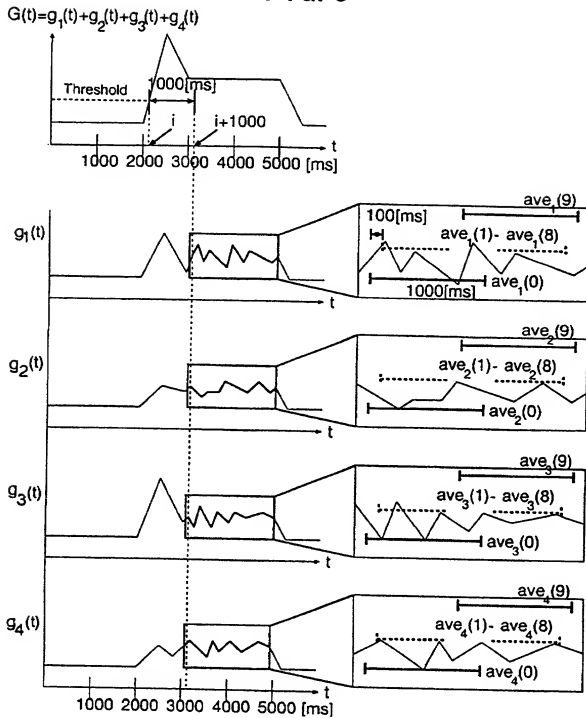 G(t)=g₁(t)+g₂(t)+g₃(t)+g₄(t)
Threshold
1000[ms]
i
i+1000
t
1000 2000 3000 4000 5000 [ms]
g₁(t)
t
ave₁(9)
100[ms]
ave₁(1)- ave₁(8)
ave₁(0)
1000[ms]
g₂(t)
t
ave₂(9)
ave₂(1)- ave₂(8)
ave₂(0)
g₃(t)
t
ave₃(9)
ave₃(1)- ave₃(8)
ave₃(0)
g₄(t)
t
ave₄(9)
ave₄(1)- ave₄(8)
ave₄(0)
1000 2000 3000 4000 5000 [ms]